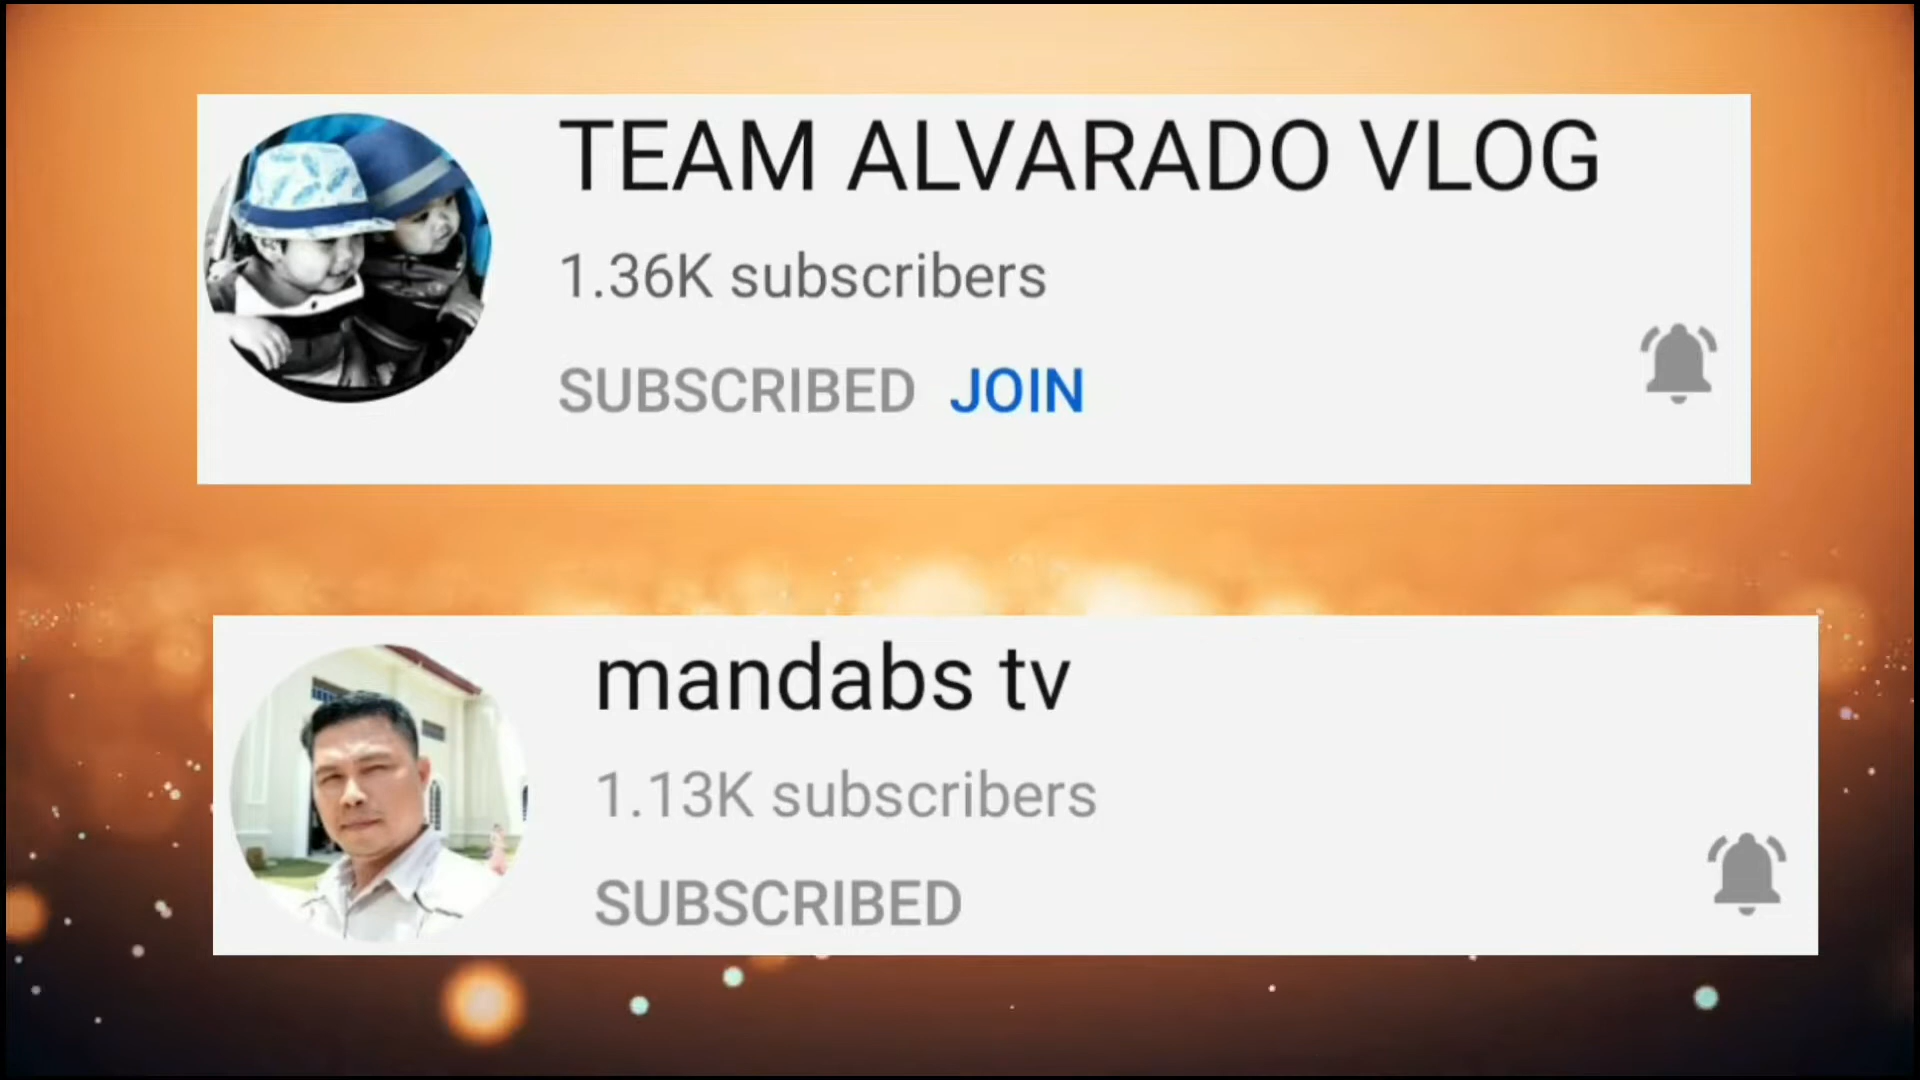 TEAM ALVARADO VLOG
1.36K subscribers
SUBSCRIBED JOIN
mandabs tv
1.13K subscribers
SUBSCRIBED